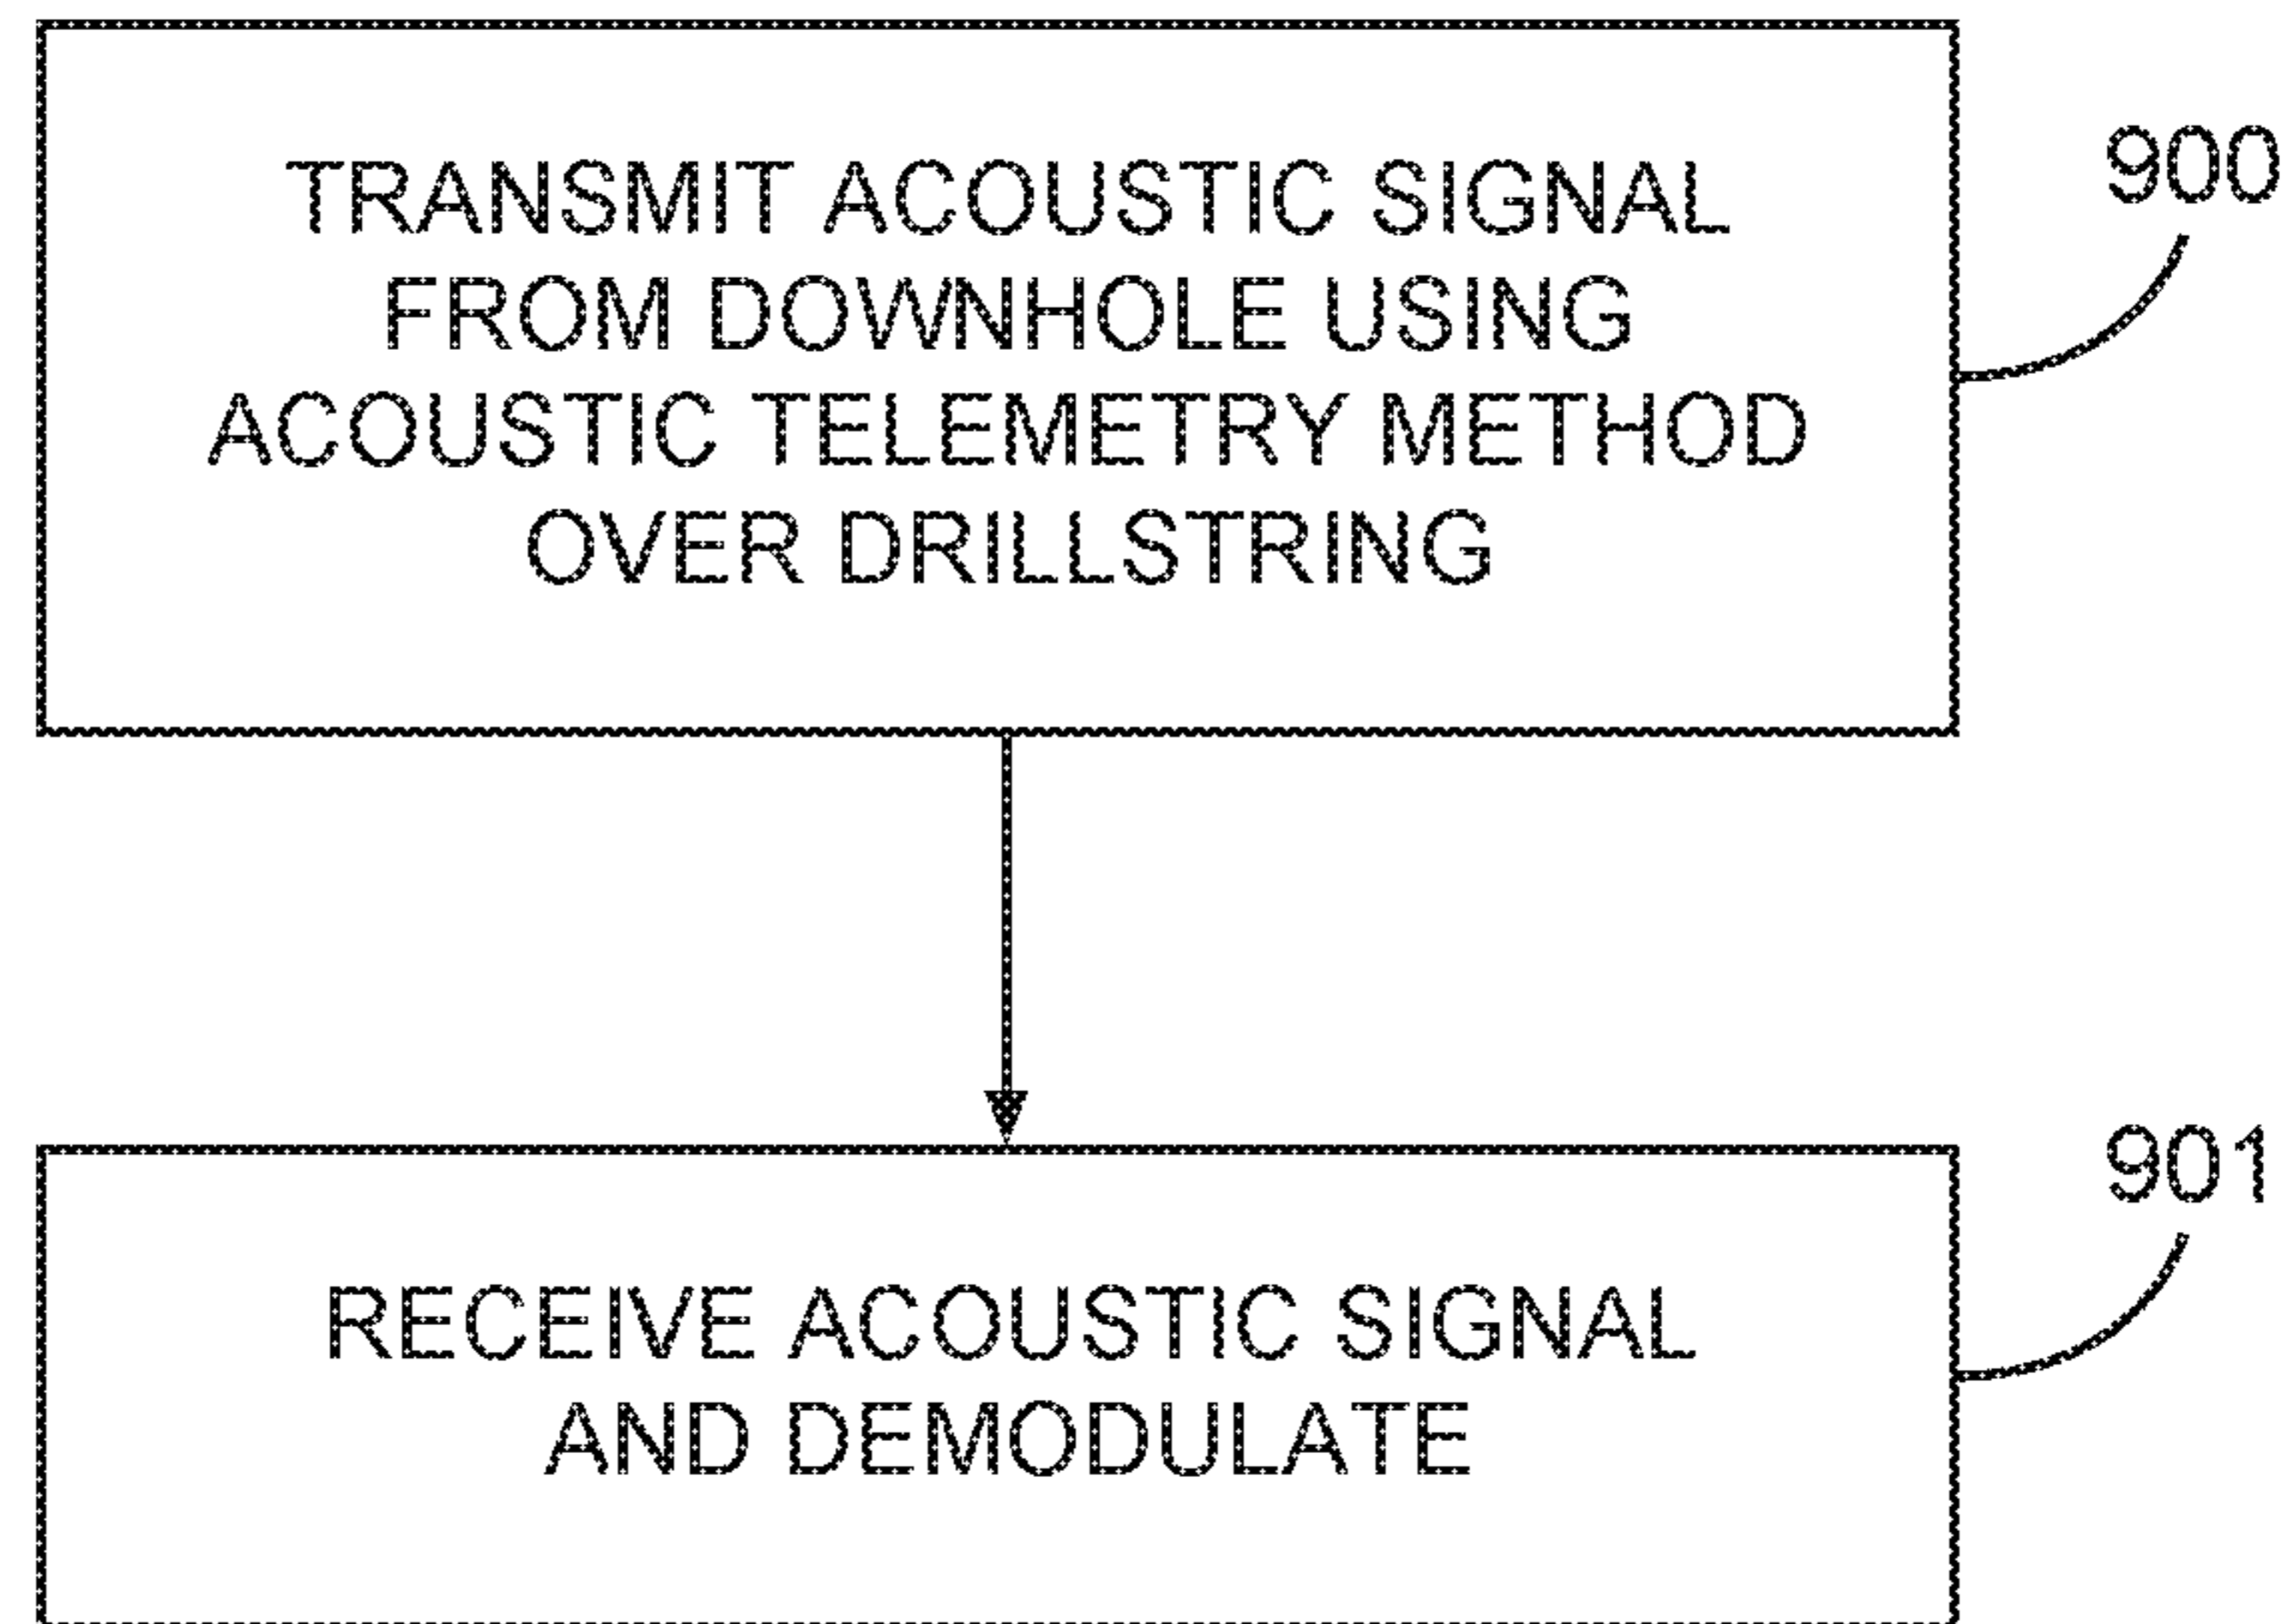 TRANSMIT ACOUSTIC SIGNAL
FROM DOWNHOLE USING
ACOUSTIC TELEMETRY METHOD
OVER DRILLSTRING
900
RECEIVE ACOUSTIC SIGNAL
AND DEMODULATE
901